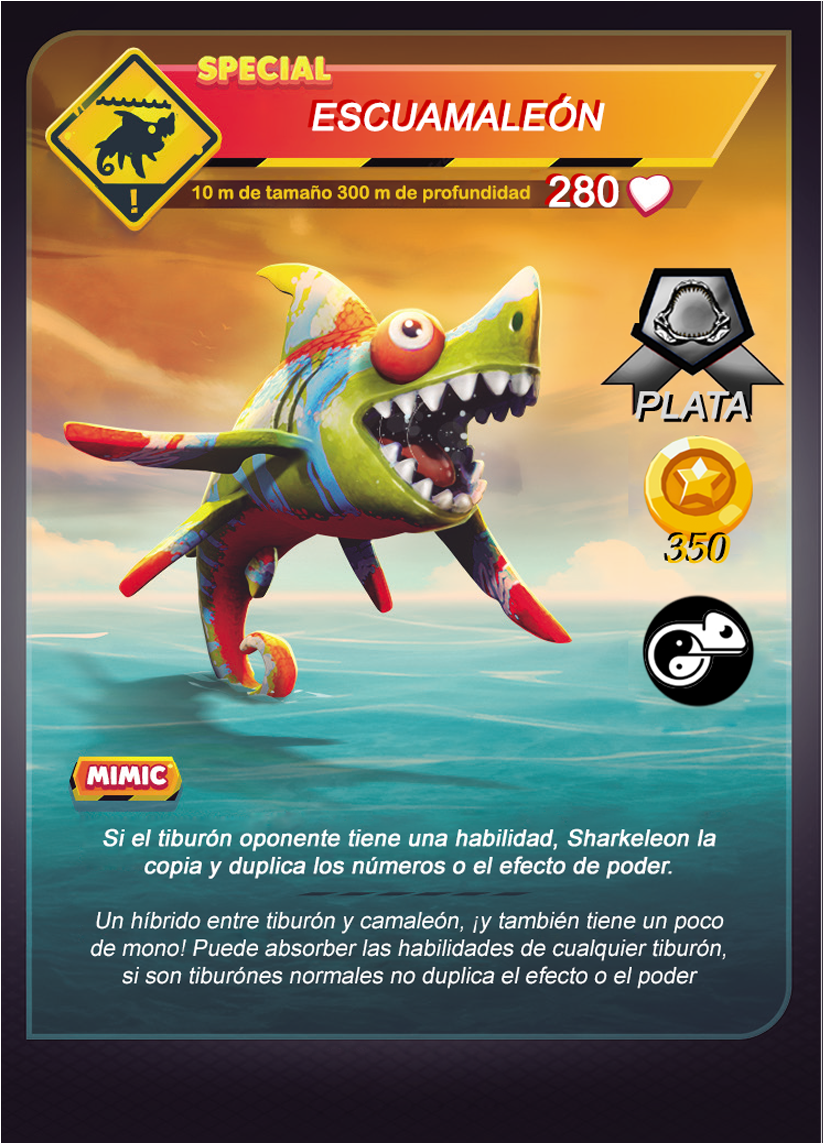 SPECIAL
ESCUAMALEÓN
!
10 m de tamaño 300 m de profundidad 280
PLATA
350
MIMIC
Si el tiburón oponente tiene una habilidad, Sharkeleon la
copia y duplica los números o el efecto de poder.
Un híbrido entre tiburón y camaleón, ¡y también tiene un poco
de mono! Puede absorber las habilidades de cualquier tiburón,
si son tiburónes normales no duplica el efecto o el poder